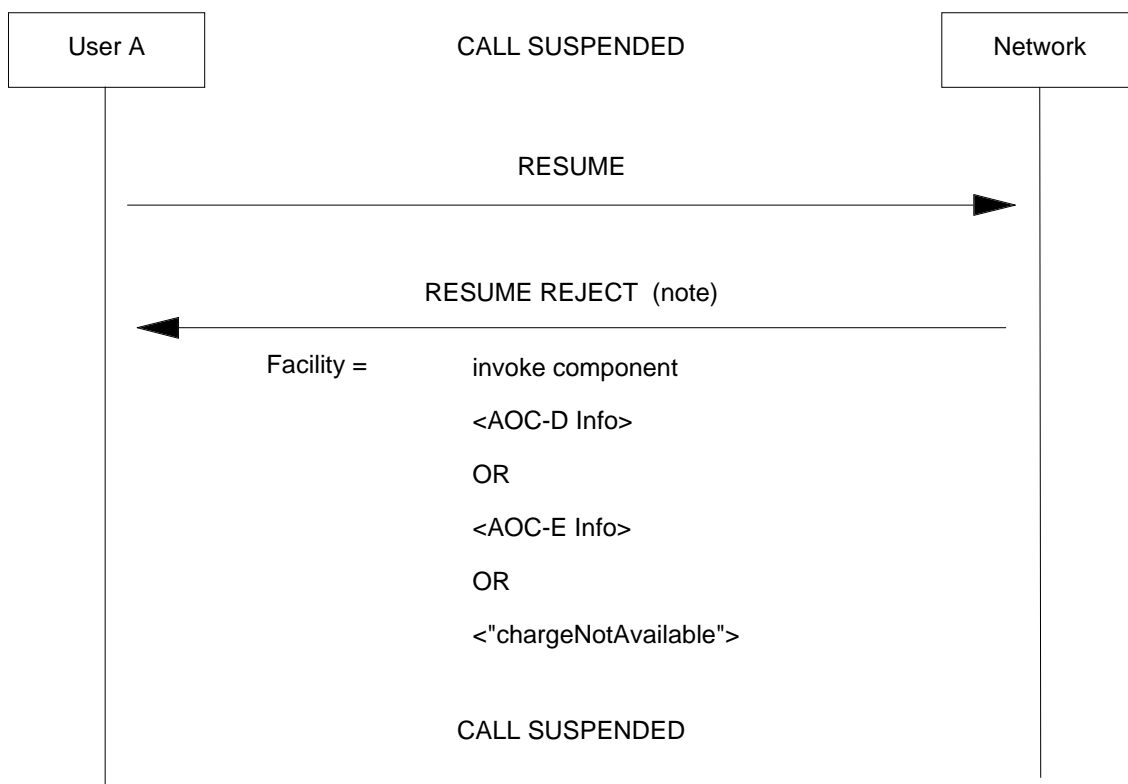 User A
CALL SUSPENDED
Network
RESUME
RESUME REJECT (note)
Facility =
invoke component
<AOC-D Info>
OR
<AOC-E Info>
OR
<"chargeNotAvailable">
CALL SUSPENDED